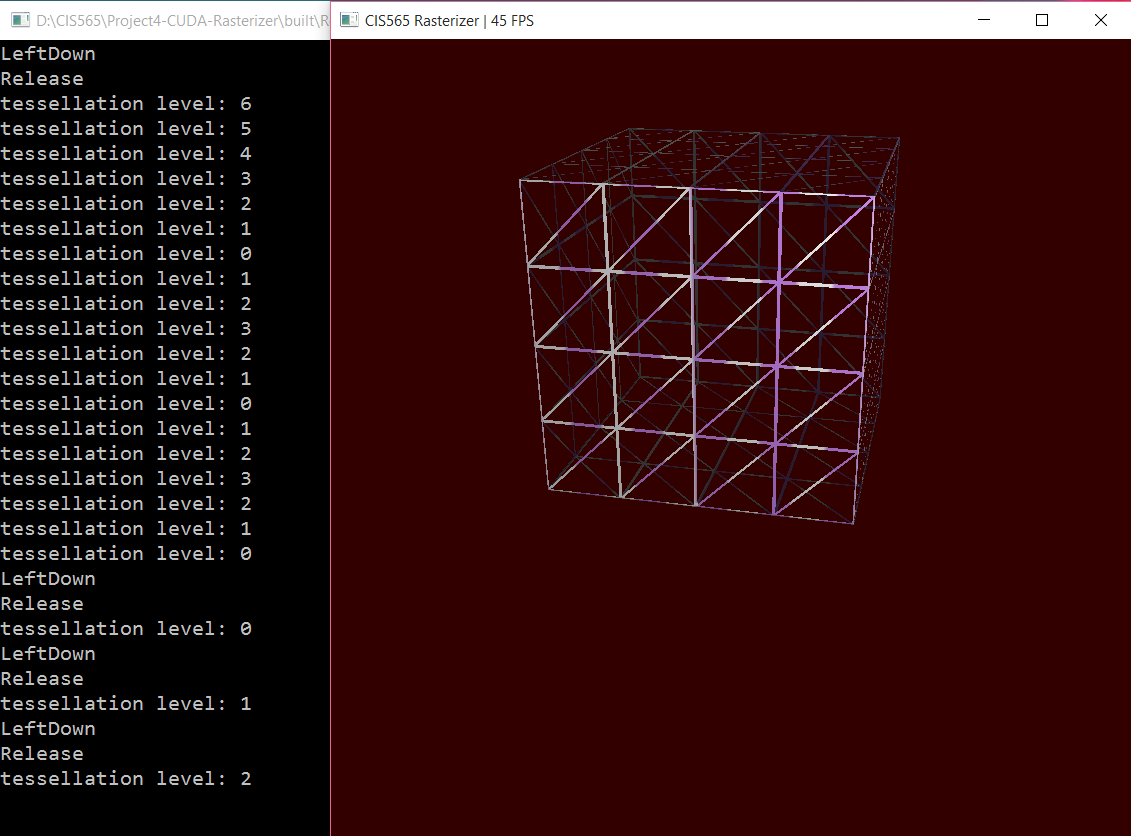 D:\CIS565\Project4-CUDA-Rasterizer\built\R
CIS565 Rasterizer | 45 FPS
LeftDown
Release
tessellation level: 6
tessellation level: 5
tessellation level: 4
tessellation level: 3
tessellation level: 2
tessellation level: 1
tessellation level: 0
tessellation level: 1
tessellation level: 2
tessellation level: 3
tessellation level: 2
tessellation level: 1
tessellation level: 0
tessellation level: 1
tessellation level: 2
tessellation level: 3
tessellation level: 2
tessellation level: 1
tessellation level: 0
LeftDown
Release
tessellation level: 0
LeftDown
Release
tessellation level: 1
LeftDown
Release
tessellation level: 2